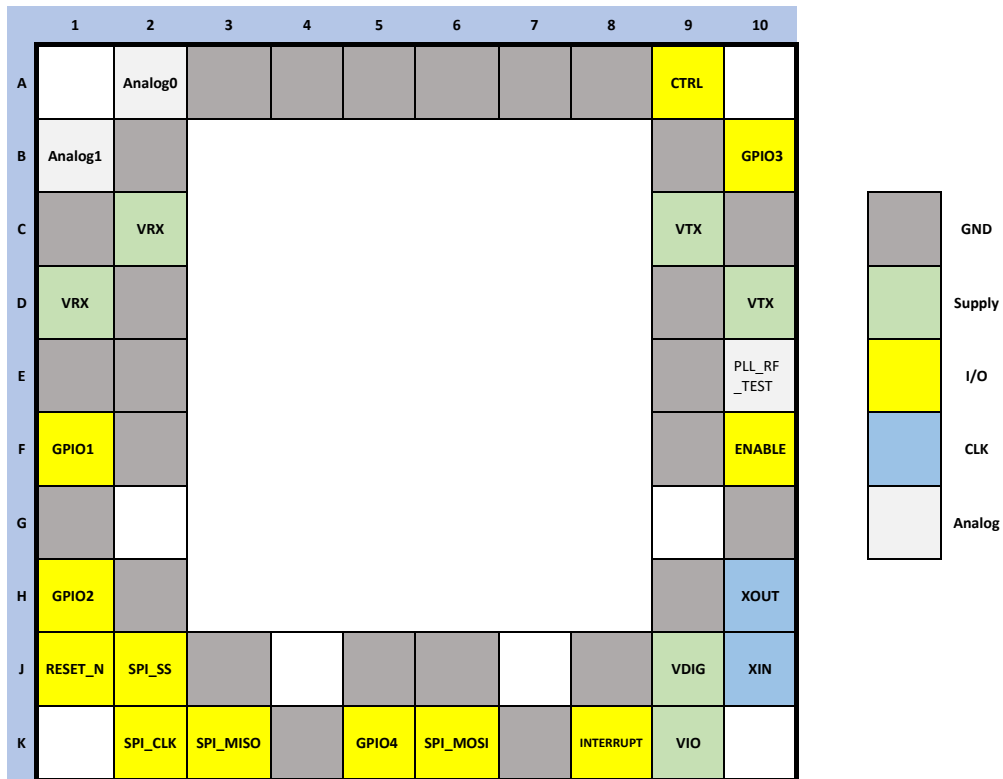 1 2 3 4 5 6 7 8 9 10
A Analog0 CTRL
B Analog1 GPIO3
C VRX VTX GND
D VRX VTX Supply
E PLL_RF
_TEST I/O
F GPIO1 ENABLE CLK
G Analog
H GPIO2 XOUT
J RESET_N SPI_SS VDIG XIN
K SPI_CLK SPI_MISO GPIO4 SPI_MOSI INTERRUPT VIO